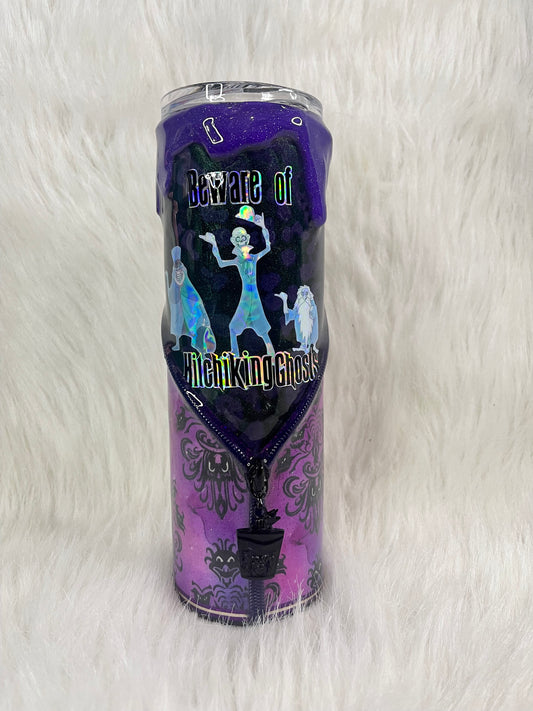 Beware of
Hitchiking Ghosts